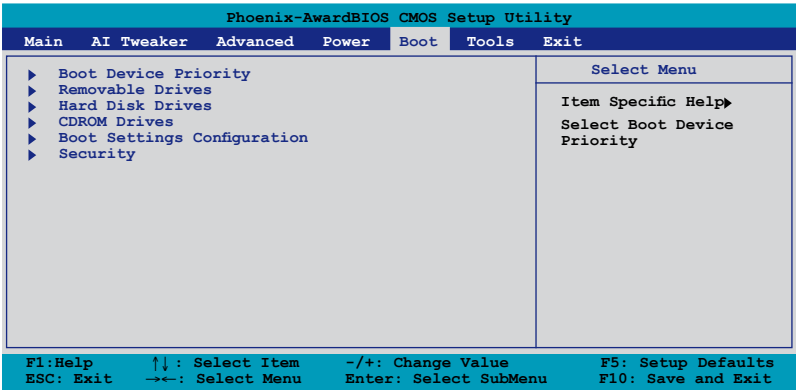 Phoenix-AwardBIOS CMOS Setup Utility
Main AI Tweaker Advanced Power Boot Tools Exit
Boot Device Priority
Removable Drives
Hard Disk Drives
CDROM Drives
Boot Settings Configuration
Security
Select Menu
Item Specific Help
Select Boot Device
Priority
F1:Help ↑↓: Select Item -/+: Change Value F5: Setup Defaults
ESC: Exit →←: Select Menu Enter: Select SubMenu F10: Save and Exit